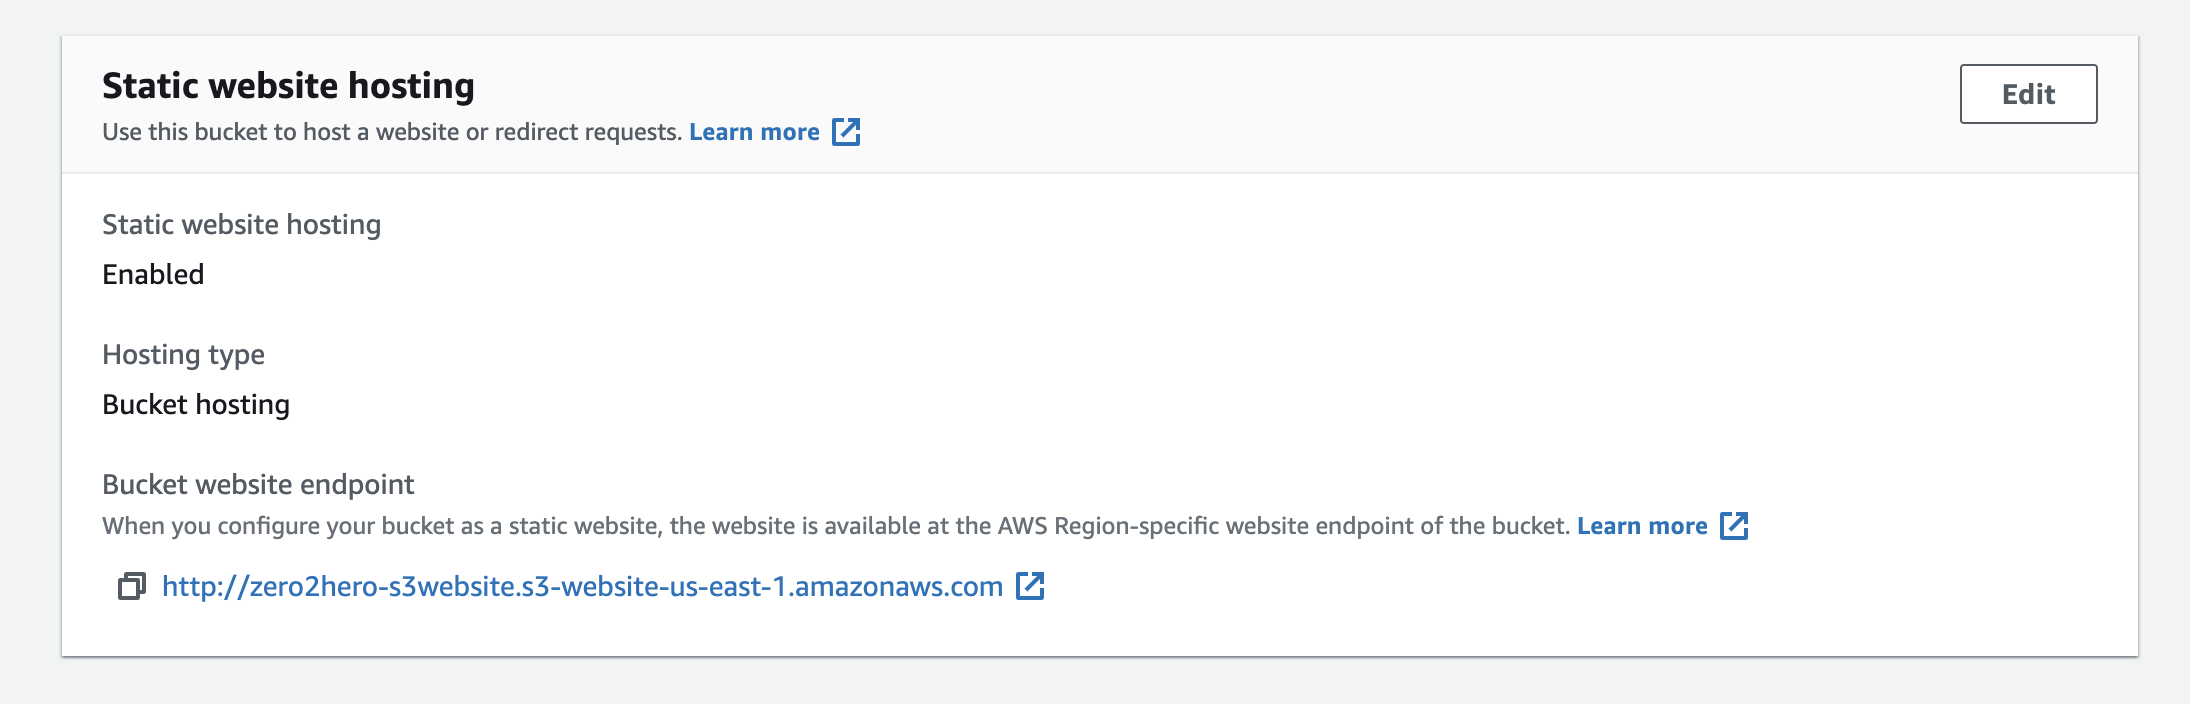 Static website hosting
Edit
Use this bucket to host a website or redirect requests. Learn more
Static website hosting
Enabled
Hosting type
Bucket hosting
Bucket website endpoint
When you configure your bucket as a static website, the website is available at the AWS Region-specific website endpoint of the bucket. Learn more
http://zero2hero-s3website.s3-website-us-east-1.amazonaws.com